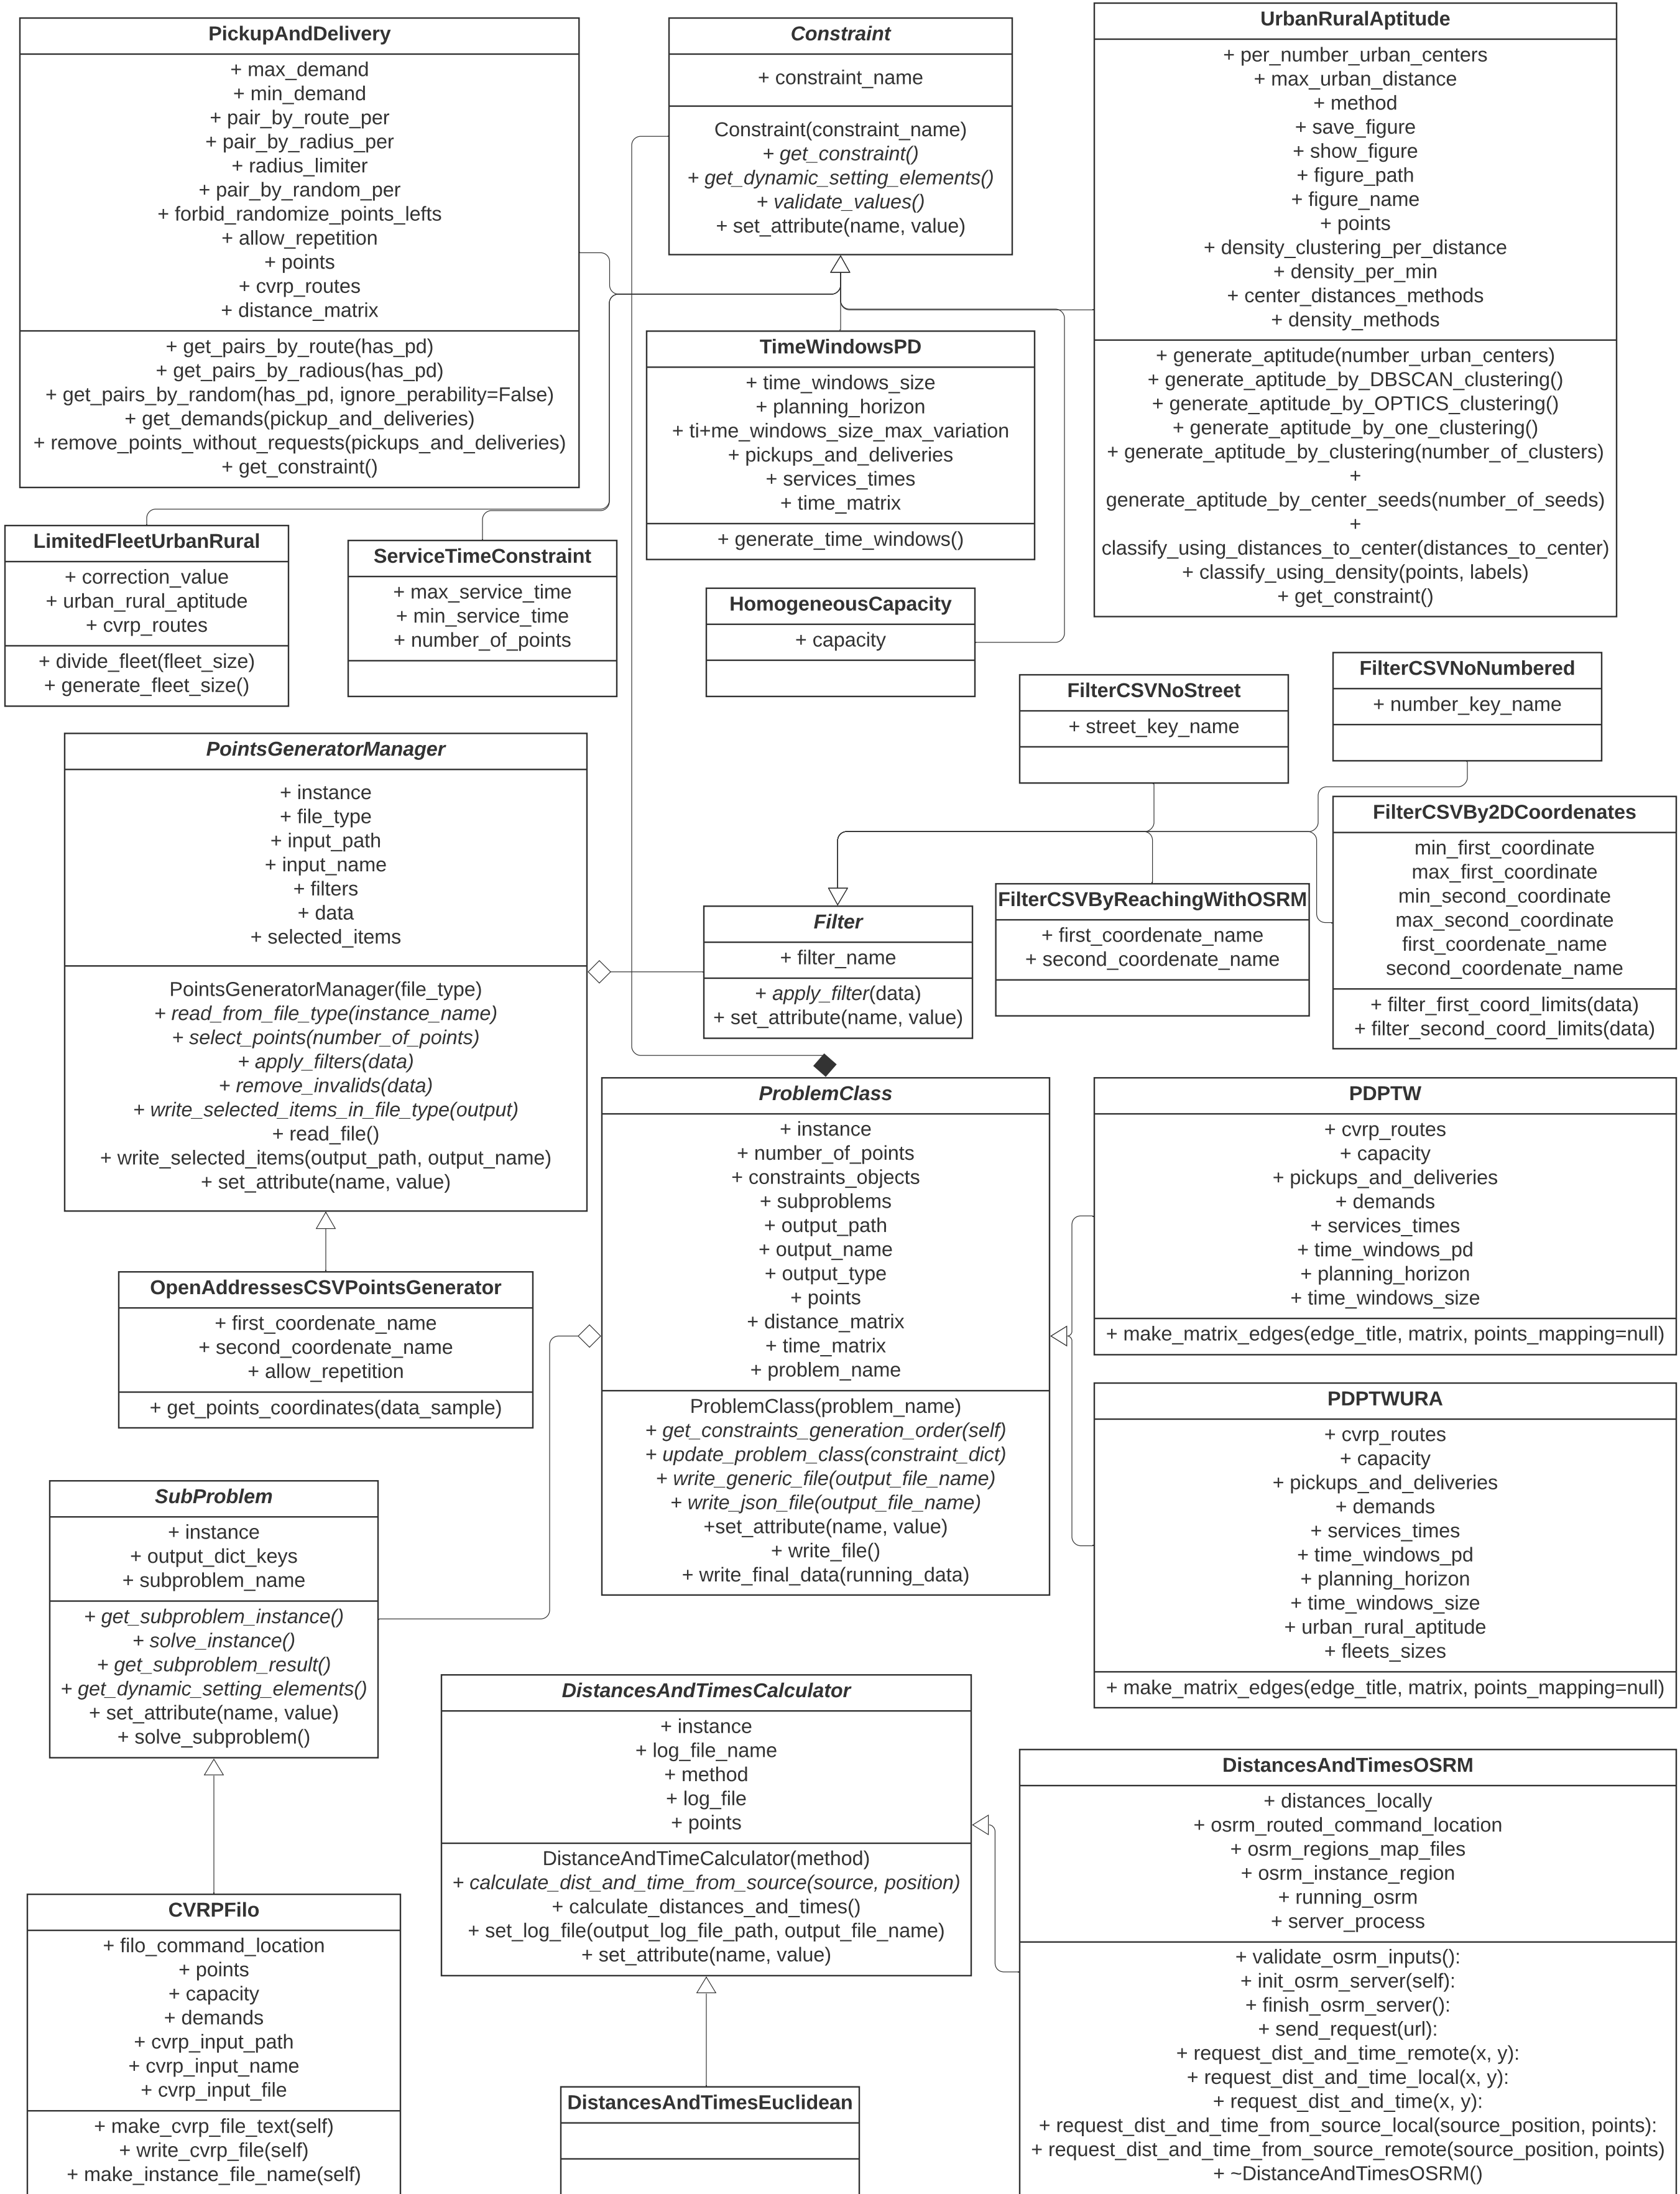 PickupAndDelivery
+ max_demand
+ min_demand
+ pair_by_route_per
+ pair_by_radius_per
+ radius_limiter
+ pair_by_random_per
+ forbid_randomize_points_lefts
+ allow_repetition
+ points
+ cvrp_routes
+ distance_matrix
+ get_pairs_by_route(has_pd)
+ get_pairs_by_radious(has_pd)
+ get_pairs_by_random(has_pd, ignore_perability=False)
+ get_demands(pickup_and_deliveries)
+ remove_points_without_requests(pickups_and_deliveries)
+ get_constraint()
Constraint
+ constraint_name
Constraint(constraint_name)
+ get_constraint()
+ get_dynamic_setting_elements()
+ validate_values()
+ set_attribute(name, value)
UrbanRuralAptitude
+ per_number_urban_centers
+ max_urban_distance
+ method
+ save_figure
+ show_figure
+ figure_path
+ figure_name
+ points
+ density_clustering_per_distance
+ density_per_min
+ center_distances_methods
+ density_methods
+ generate_aptitude(number_urban_centers)
+ generate_aptitude_by_DBSCAN_clustering()
+ generate_aptitude_by_OPTICS_clustering()
+ generate_aptitude_by_one_clustering()
+ generate_aptitude_by_clustering(number_of_clusters)
+
generate_aptitude_by_center_seeds(number_of_seeds)
+
classify_using_distances_to_center(distances_to_center)
+ classify_using_density(points, labels)
+ get_constraint()
TimeWindowsPD
+ time_windows_size
+ planning_horizon
+ ti+me_windows_size_max_variation
+ pickups_and_deliveries
+ services_times
+ time_matrix
+ generate_time_windows()
LimitedFleetUrbanRural
+ correction_value
+ urban_rural_aptitude
+ cvrp_routes
+ divide_fleet(fleet_size)
+ generate_fleet_size()
ServiceTimeConstraint
+ max_service_time
+ min_service_time
+ number_of_points
HomogeneousCapacity
+ capacity
FilterCSVNoStreet
+ street_key_name
FilterCSVNoNumbered
+ number_key_name
PointsGeneratorManager
+ instance
+ file_type
+ input_path
+ input_name
+ filters
+ data
+ selected_items
PointsGeneratorManager(file_type)
+ read_from_file_type(instance_name)
+ select_points(number_of_points)
+ apply_filters(data)
+ remove_invalids(data)
+ write_selected_items_in_file_type(output)
+ read_file()
+ write_selected_items(output_path, output_name)
+ set_attribute(name, value)
FilterCSVBy2DCoordenates
min_first_coordinate
max_first_coordinate
min_second_coordinate
max_second_coordinate
first_coordenate_name
second_coordenate_name
+ filter_first_coord_limits(data)
+ filter_second_coord_limits(data)
FilterCSVByReachingWithOSRM
+ first_coordenate_name
+ second_coordenate_name
Filter
+ filter_name
+ apply_filter(data)
+ set_attribute(name, value)
ProblemClass
+ instance
+ number_of_points
+ constraints_objects
+ subproblems
+ output_path
+ output_name
+ output_type
+ points
+ distance_matrix
+ time_matrix
+ problem_name
ProblemClass(problem_name)
+ get_constraints_generation_order(self)
+ update_problem_class(constraint_dict)
+ write_generic_file(output_file_name)
+ write_json_file(output_file_name)
+set_attribute(name, value)
+ write_file()
+ write_final_data(running_data)
PDPTW
+ cvrp_routes
+ capacity
+ pickups_and_deliveries
+ demands
+ services_times
+ time_windows_pd
+ planning_horizon
+ time_windows_size
+ make_matrix_edges(edge_title, matrix, points_mapping=null)
OpenAddressesCSVPointsGenerator
+ first_coordenate_name
+ second_coordenate_name
+ allow_repetition
+ get_points_coordinates(data_sample)
PDPTWURA
+ cvrp_routes
+ capacity
+ pickups_and_deliveries
+ demands
+ services_times
+ time_windows_pd
+ planning_horizon
+ time_windows_size
+ urban_rural_aptitude
+ fleets_sizes
+ make_matrix_edges(edge_title, matrix, points_mapping=null)
SubProblem
+ instance
+ output_dict_keys
+ subproblem_name
+ get_subproblem_instance()
+ solve_instance()
+ get_subproblem_result()
+ get_dynamic_setting_elements()
+ set_attribute(name, value)
+ solve_subproblem()
DistancesAndTimesCalculator
+ instance
+ log_file_name
+ method
+ log_file
+ points
DistanceAndTimeCalculator(method)
+ calculate_dist_and_time_from_source(source, position)
+ calculate_distances_and_times()
+ set_log_file(output_log_file_path, output_file_name)
+ set_attribute(name, value)
DistancesAndTimesOSRM
+ distances_locally
+ osrm_routed_command_location
+ osrm_regions_map_files
+ osrm_instance_region
+ running_osrm
+ server_process
+ validate_osrm_inputs():
+ init_osrm_server(self):
+ finish_osrm_server():
+ send_request(url):
+ request_dist_and_time_remote(x, y):
+ request_dist_and_time_local(x, y):
+ request_dist_and_time(x, y):
+ request_dist_and_time_from_source_local(source_position, points):
+ request_dist_and_time_from_source_remote(source_position, points)
+ ~DistanceAndTimesOSRM()
CVRPFilo
+ filo_command_location
+ points
+ capacity
+ demands
+ cvrp_input_path
+ cvrp_input_name
+ cvrp_input_file
+ make_cvrp_file_text(self)
+ write_cvrp_file(self)
+ make_instance_file_name(self)
DistancesAndTimesEuclidean